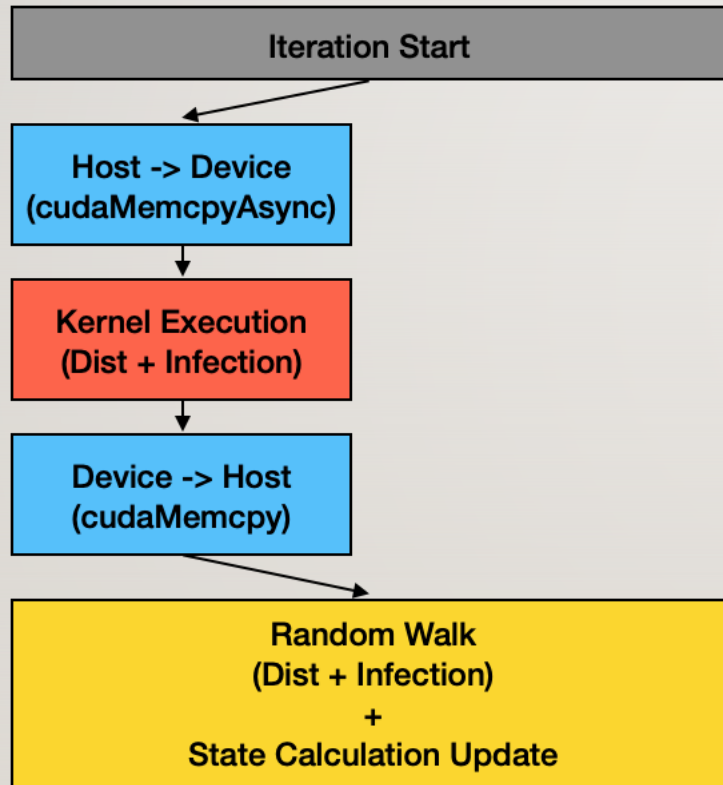 Iteration Start
Host -> Device
(cudaMemcpyAsync)
Kernel Execution
(Dist + Infection)
Device -> Host
(cudaMemcpy)
Random Walk
(Dist + Infection)
+
State Calculation Update